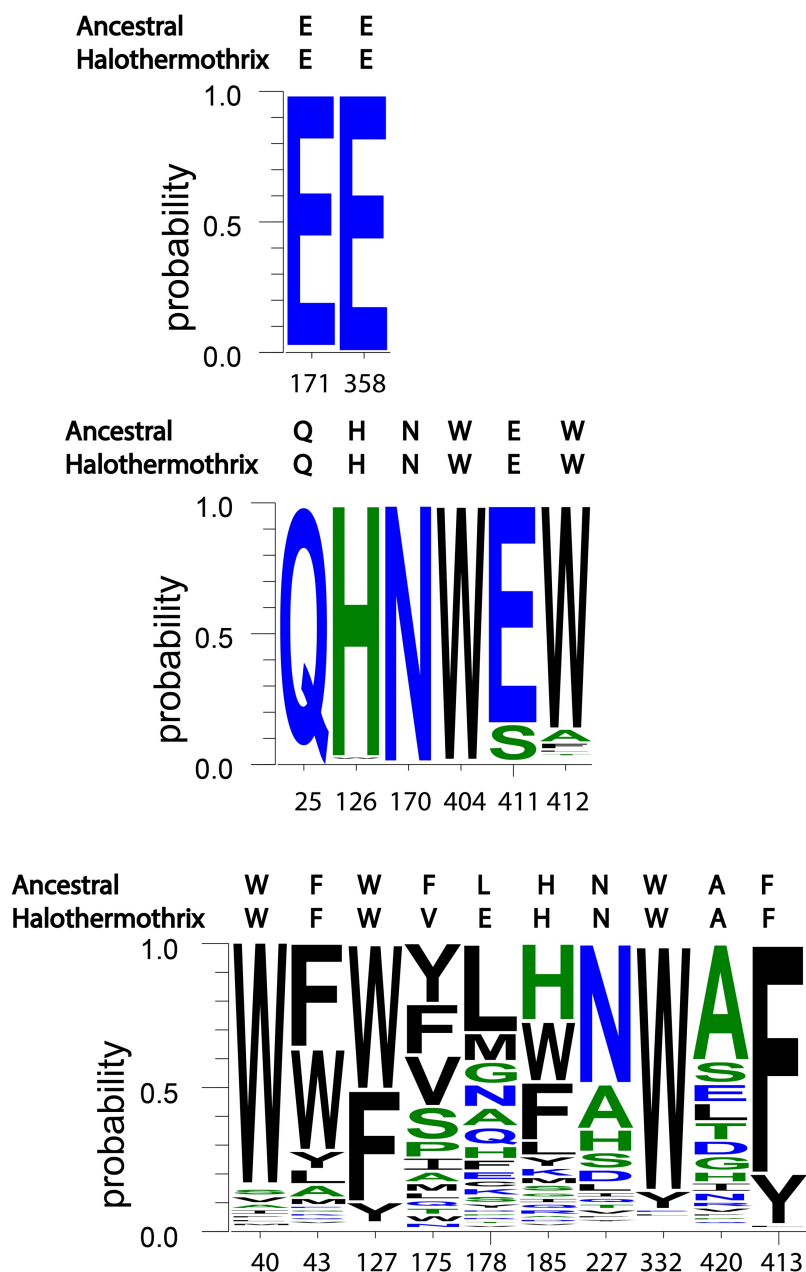 Ancestral E E
Halothermothrix E E
1.0
probability
0.5
0.0
E E
171 358
Ancestral Q H N W E W
Halothermothrix Q H N W E W
1.0
probability
0.5
0.0
Q H N W E W
S A
25 126 170 404 411 412
Ancestral W F W F L H N W A F
Halothermothrix W F W V E H N W A F
1.0
probability
0.5
0.0
W F W Y L H N W A F
W F F M W A Y S Y
Y Y V G F H E
L S N L S L
A P A Y D T
Q D
H G
40 43 127 175 178 185 227 332 420 413